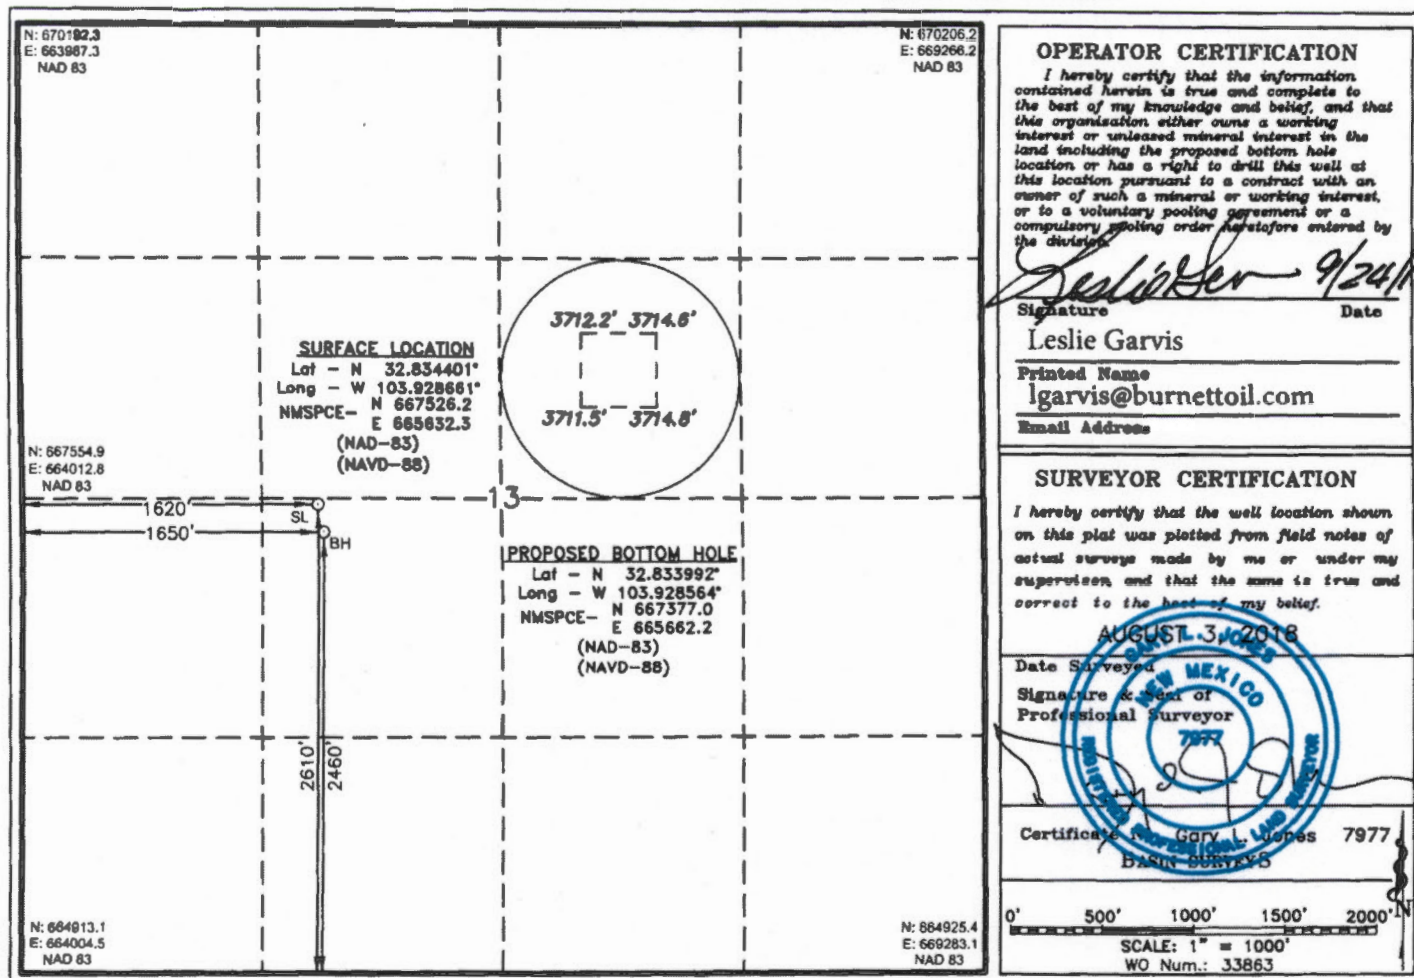 N: 670192.3
E: 663987.3
NAD 83
N: 670206.2
E: 669266.2
NAD 83
3712.2' 3714.6'
3711.5' 3714.8'
SURFACE LOCATION
Lat - N 32.834401°
Long - W 103.928661°
NMSPCE- N 667526.2
E 665632.3
(NAD-83)
(NAVD-88)
N: 667554.9
E: 664012.8
NAD 83
1620'
SL
1650'
BH
13
PROPOSED BOTTOM HOLE
Lat - N 32.833992°
Long - W 103.928564°
NMSPCE- N 667377.0
E 665662.2
(NAD-83)
(NAVD-88)
2610'
2460'
N: 664913.1
E: 664004.5
NAD 83
N: 664925.4
E: 669283.1
NAD 83
OPERATOR CERTIFICATION
I hereby certify that the information
contained herein is true and complete to
the best of my knowledge and belief, and that
this organization either owns a working
interest or unleased mineral interest in the
land including the proposed bottom hole
location or has a right to drill this well at
this location pursuant to a contract with an
owner of such a mineral or working interest,
or to a voluntary pooling agreement or a
compulsory pooling order heretofore entered by
the division.
9/24/1
Signature Date
Leslie Garvis
Printed Name
lgarvis@burnettoil.com
Email Address
SURVEYOR CERTIFICATION
I hereby certify that the well location shown
on this plat was plotted from field notes of
actual surveys made by me or under my
supervison, and that the same is true and
correct to the best of my belief.
AUGUST 3, 2018
Date Surveyed
Signature & Seal of
Professional Surveyor
GARY L. JONES
NEW MEXICO
7977
REGISTERED PROFESSIONAL LAND SURVEYOR
Certificate Gary L. Jones 7977
BASIN SURVEYS
0' 500' 1000' 1500' 2000'
N
SCALE: 1" = 1000'
WO Num.: 33863